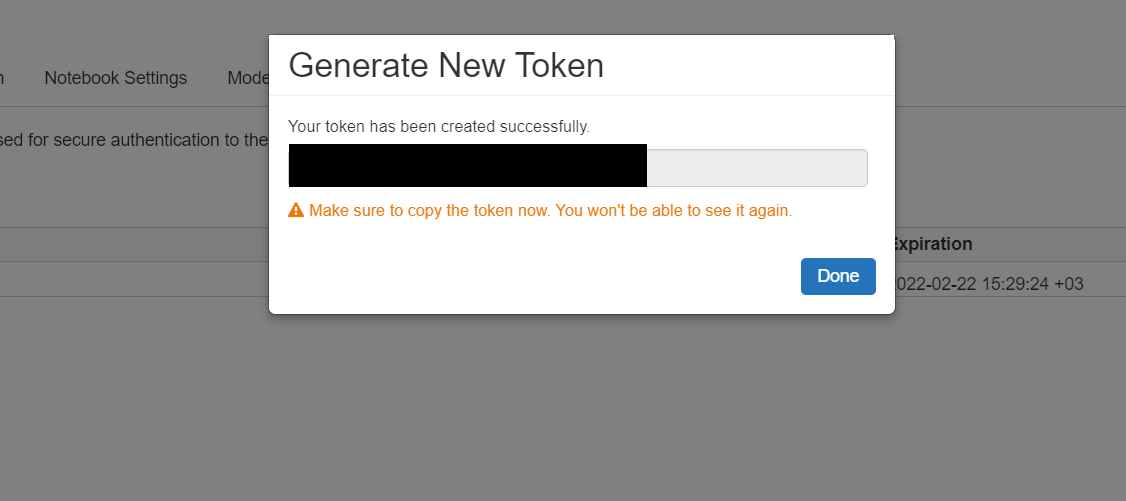 Generate New Token
Notebook Settings Mode
sed for secure authentication to the
Your token has been created successfully.
Make sure to copy the token now. You won't be able to see it again.
Expiration
Done
2022-02-22 15:29:24 +03